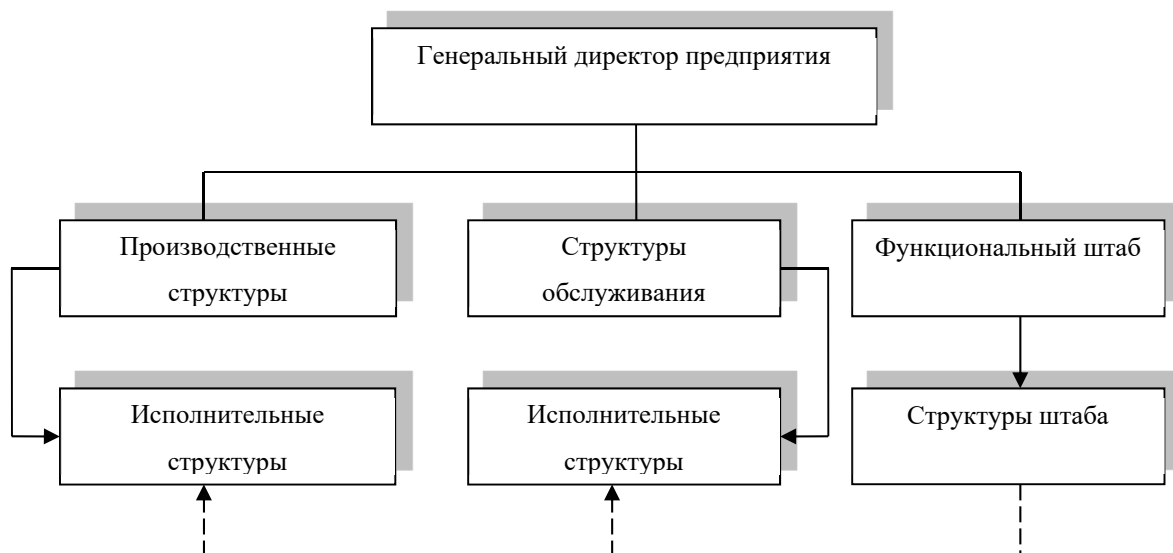 Генеральный директор предприятия
Производственные
структуры
Структуры
обслуживания
Функциональный штаб
Исполнительные
структуры
Исполнительные
структуры
Структуры штаба